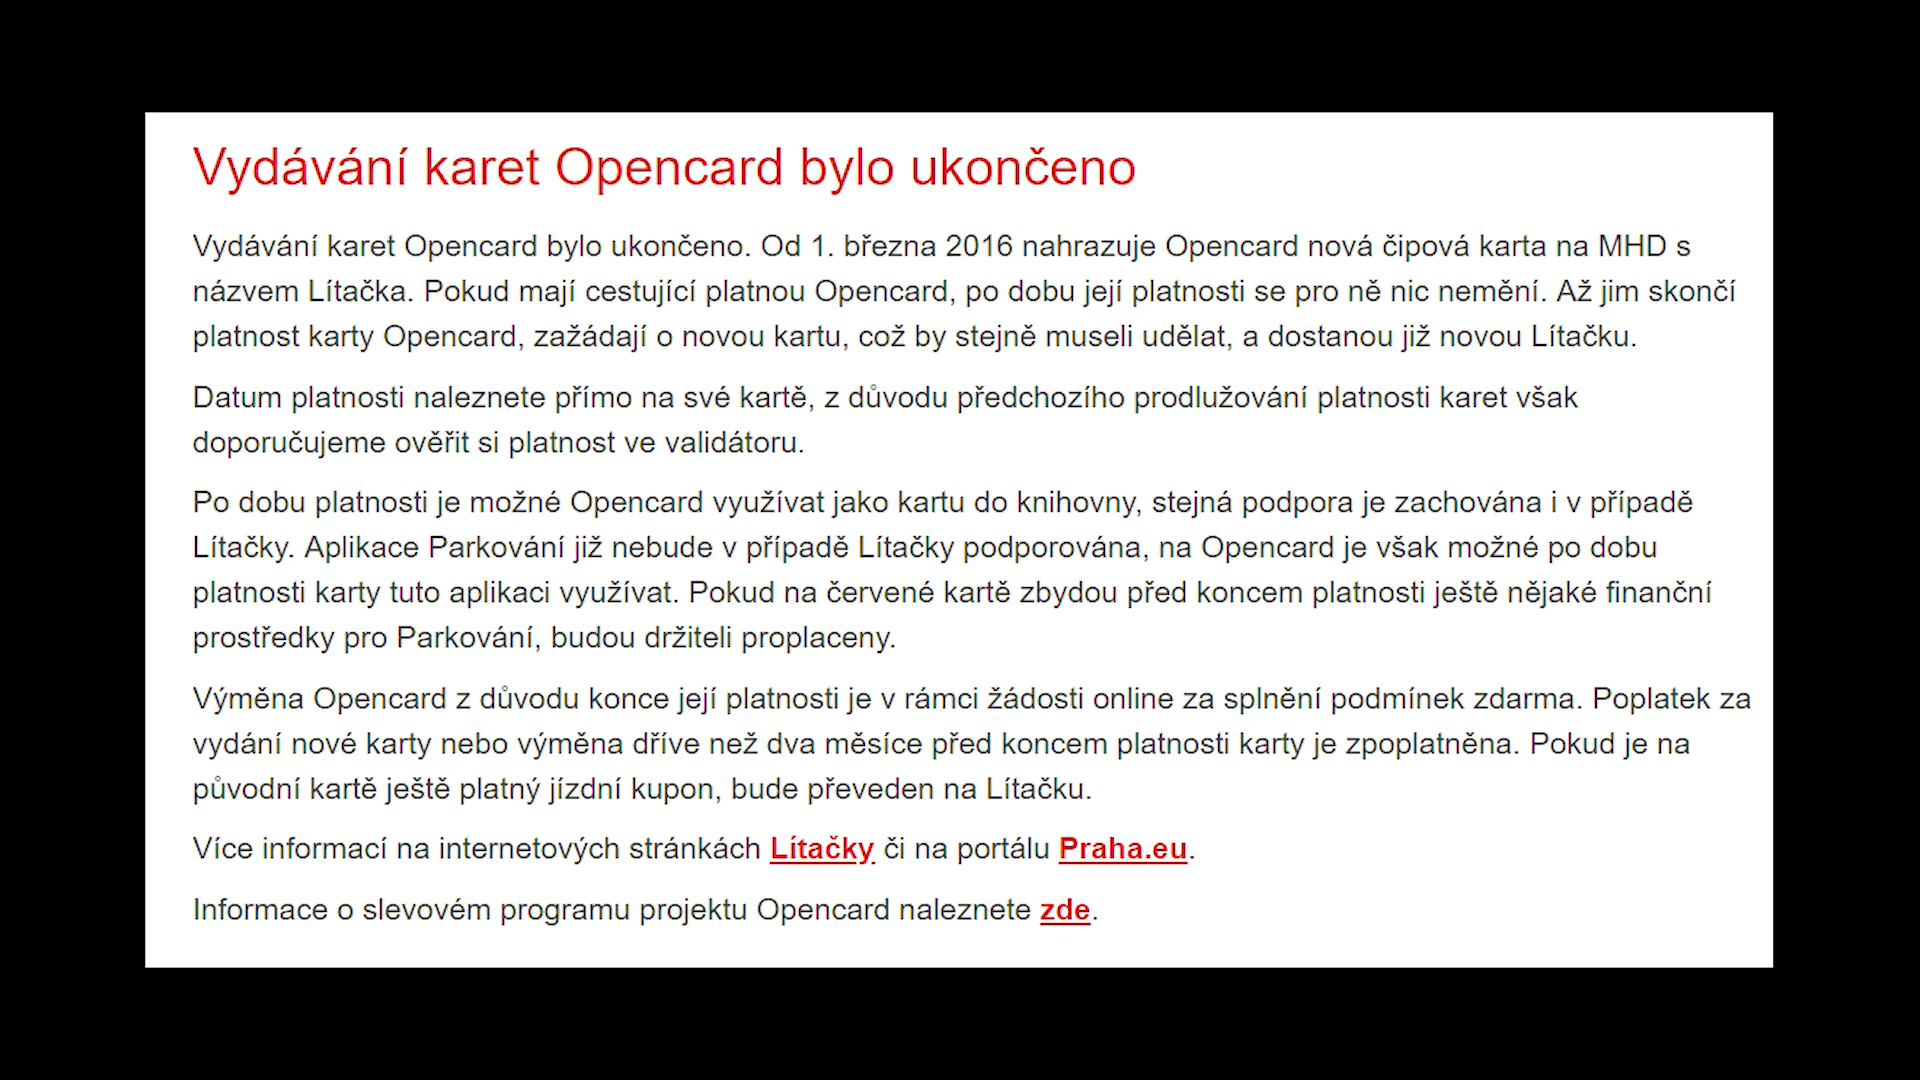 Vydávání karet Opencard bylo ukončeno
Vydávání karet Opencard bylo ukončeno. Od 1. března 2016 nahrazuje Opencard nová čipová karta na MHD s
názvem Lítačka. Pokud mají cestující platnou Opencard, po dobu její platnosti se pro ně nic nemění. Až jim skončí
platnost karty Opencard, zažádají o novou kartu, což by stejně museli udělat, a dostanou již novou Lítačku.
Datum platnosti naleznete přímo na své kartě, z důvodu předchozího prodlužování platnosti karet však
doporučujeme ověřit si platnost ve validátoru.
Po dobu platnosti je možné Opencard využívat jako kartu do knihovny, stejná podpora je zachována i v případě
Lítačky. Aplikace Parkování již nebude v případě Lítačky podporována, na Opencard je však možné po dobu
platnosti karty tuto aplikaci využívat. Pokud na červené kartě zbydou před koncem platnosti ještě nějaké finanční
prostředky pro Parkování, budou držiteli proplaceny.
Výměna Opencard z důvodu konce její platnosti je v rámci žádosti online za splnění podmínek zdarma. Poplatek za
vydání nové karty nebo výměna dříve než dva měsíce před koncem platnosti karty je zpoplatněna. Pokud je na
původní kartě ještě platný jízdní kupon, bude převeden na Lítačku.
Více informací na internetových stránkách Lítačky či na portálu Praha.eu.
Informace o slevovém programu projektu Opencard naleznete zde.